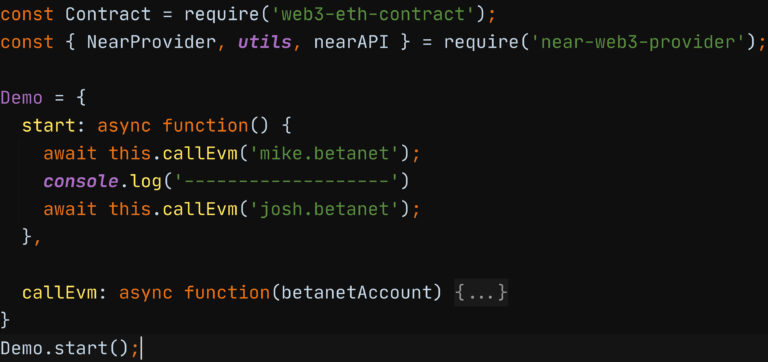 const Contract = require('web3-eth-contract');
const { NearProvider, utils, nearAPI } = require('near-web3-provider');
Demo = {
start: async function() {
await this.callEvm('mike.betanet');
console.log('-------------------')
await this.callEvm('josh.betanet');
},
callEvm: async function(betanetAccount) {...}
}
Demo.start();